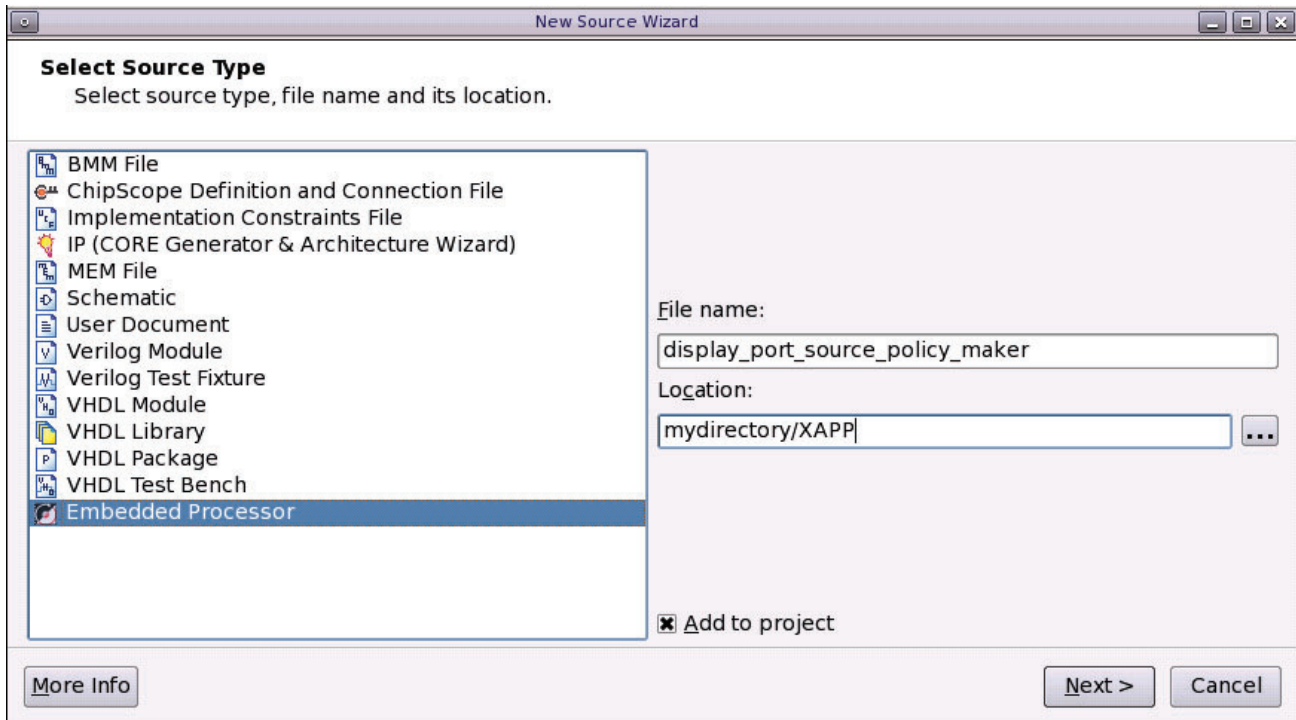 New Source Wizard
Select Source Type
Select source type, file name and its location.
BMM File
ChipScope Definition and Connection File
Implementation Constraints File
IP (CORE Generator & Architecture Wizard)
MEM File
Schematic
User Document
Verilog Module
Verilog Test Fixture
VHDL Module
VHDL Library
VHDL Package
VHDL Test Bench
Embedded Processor
File name:
display_port_source_policy_maker
Location:
mydirectory/XAPP
...
Add to project
More Info
Next >
Cancel